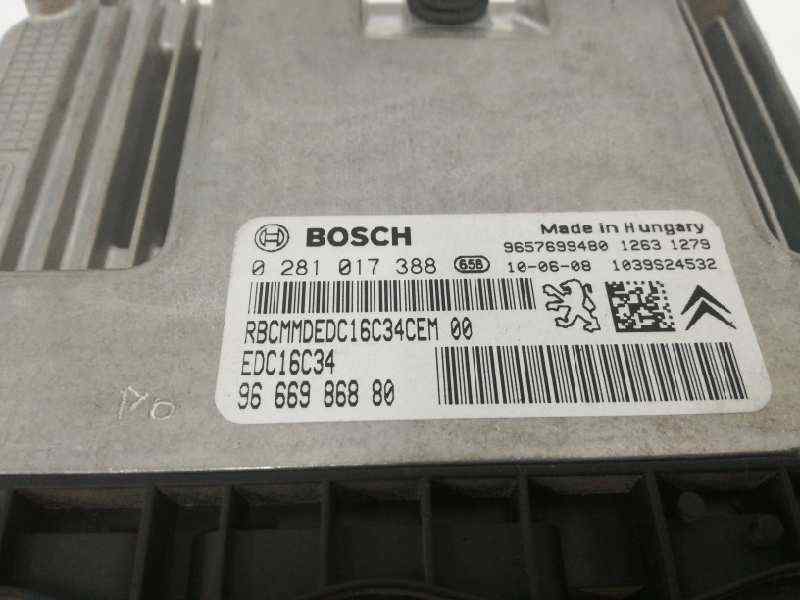 BOSCH
Made in Hungary
9657699480 1263 1279
0 281 017 388 658 10-06-08 1039S24532
RBCMMDEDC16C34CEM 00
EDC16C34
96 669 868 80